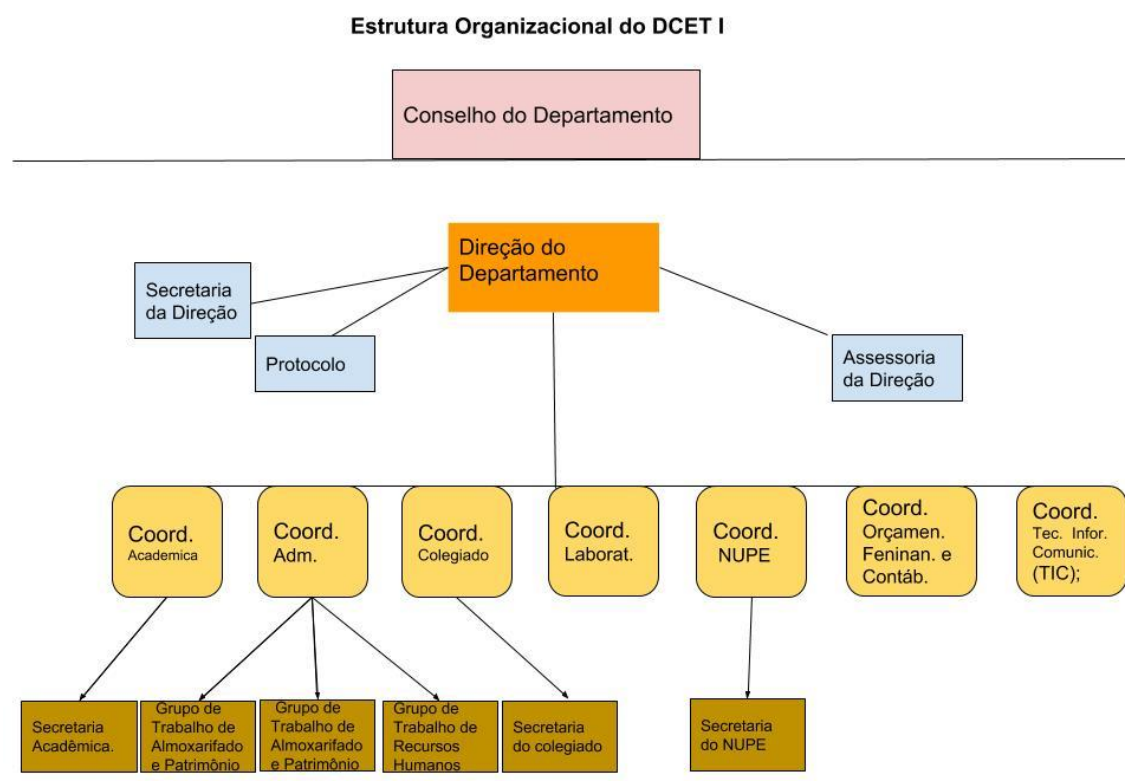 Estrutura Organizacional do DCET I
Conselho do Departamento
Direção do
Departamento
Secretaria
da Direção
Protocolo
Assessoria
da Direção
Coord.
Academica
Coord.
Adm.
Coord.
Colegiado
Coord.
Laborat.
Coord.
NUPE
Coord.
Orçamen.
Feninan. e
Contáb.
Coord.
Tec. Infor.
Comunic.
(TIC);
Secretaria
Acadêmica.
Grupo de
Trabalho de
Almoxarifado
e Patrimônio
Grupo de
Trabalho de
Almoxarifado
e Patrimônio
Grupo de
Trabalho de
Recursos
Humanos
Secretaria
do colegiado
Secretaria
do NUPE